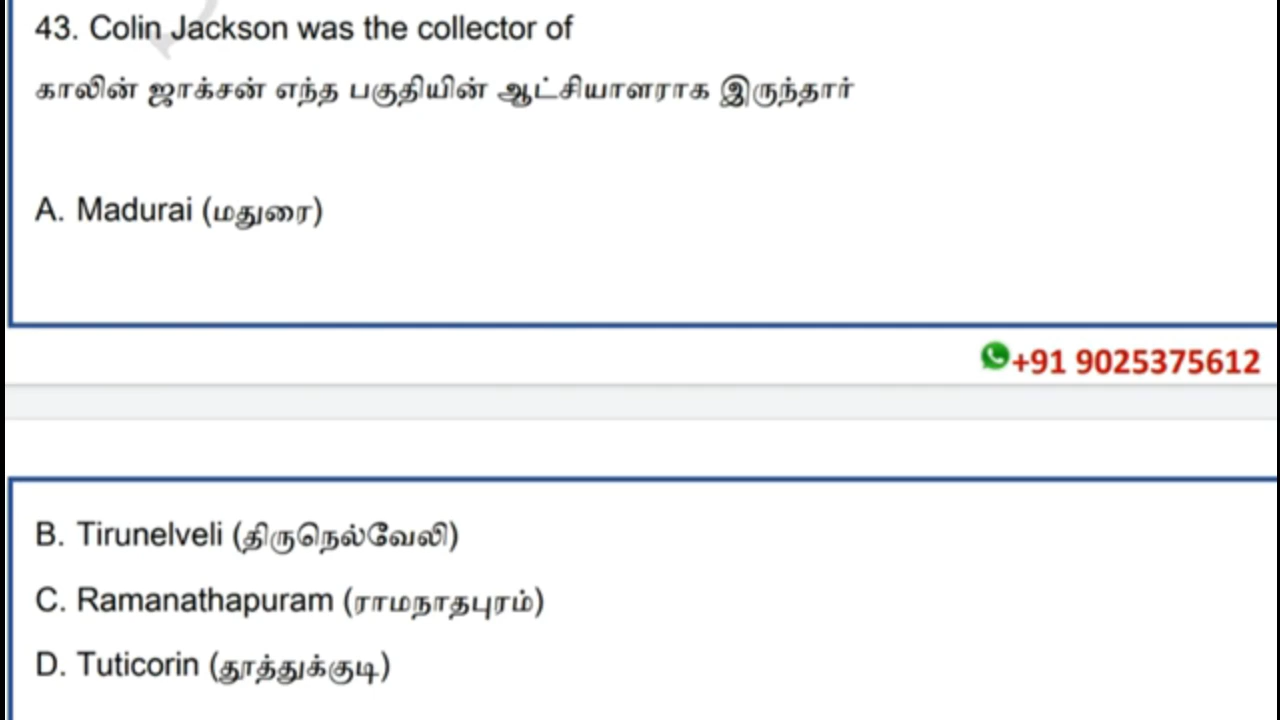 43. Colin Jackson was the collector of
காலின் ஜாக்சன் எந்த பகுதியின் ஆட்சியாளராக இருந்தார்
A. Madurai (மதுரை)
+91 9025375612
B. Tirunelveli (திருநெல்வேலி)
C. Ramanathapuram (ராமநாதபுரம்)
D. Tuticorin (தூத்துக்குடி)